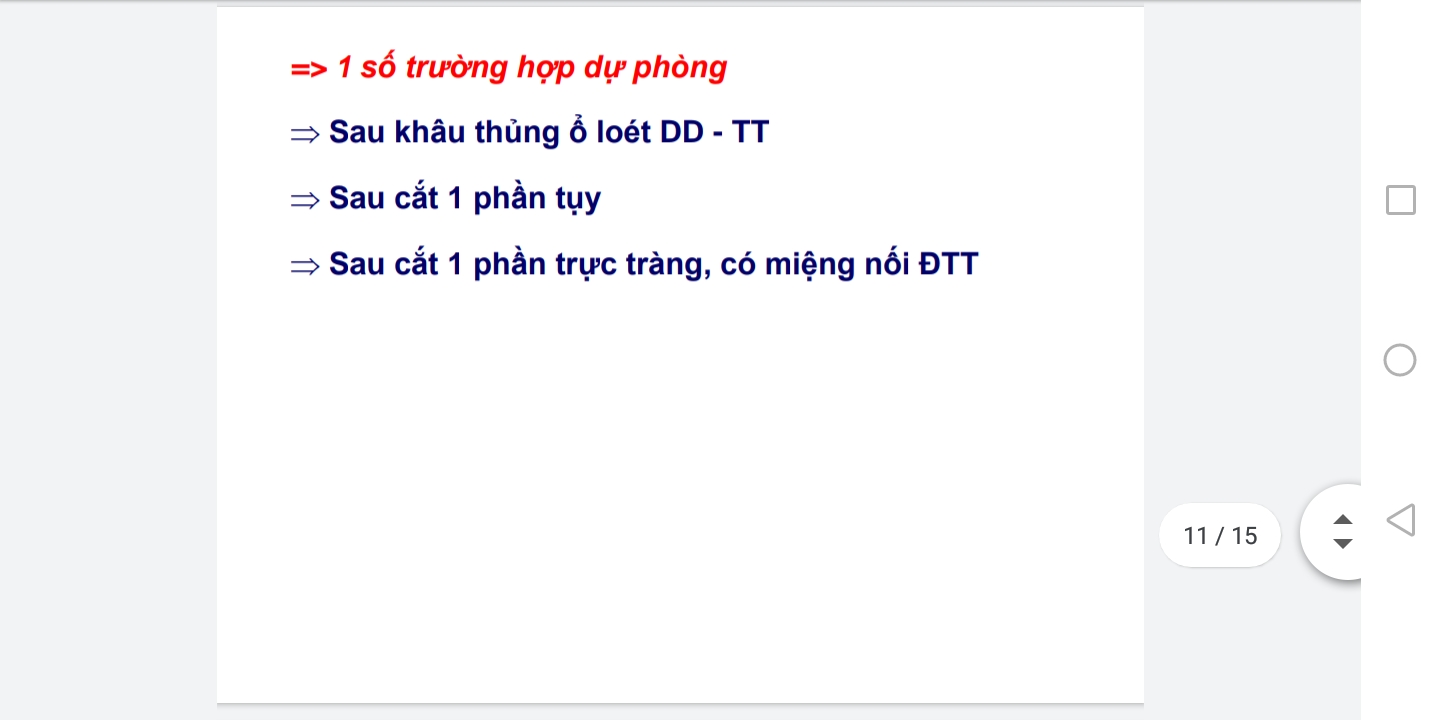 => 1 số trường hợp dự phòng
⇒ Sau khâu thủng ổ loét DD - TT
⇒ Sau cắt 1 phần tụy
⇒ Sau cắt 1 phần trực tràng, có miệng nối ĐTT
11 / 15